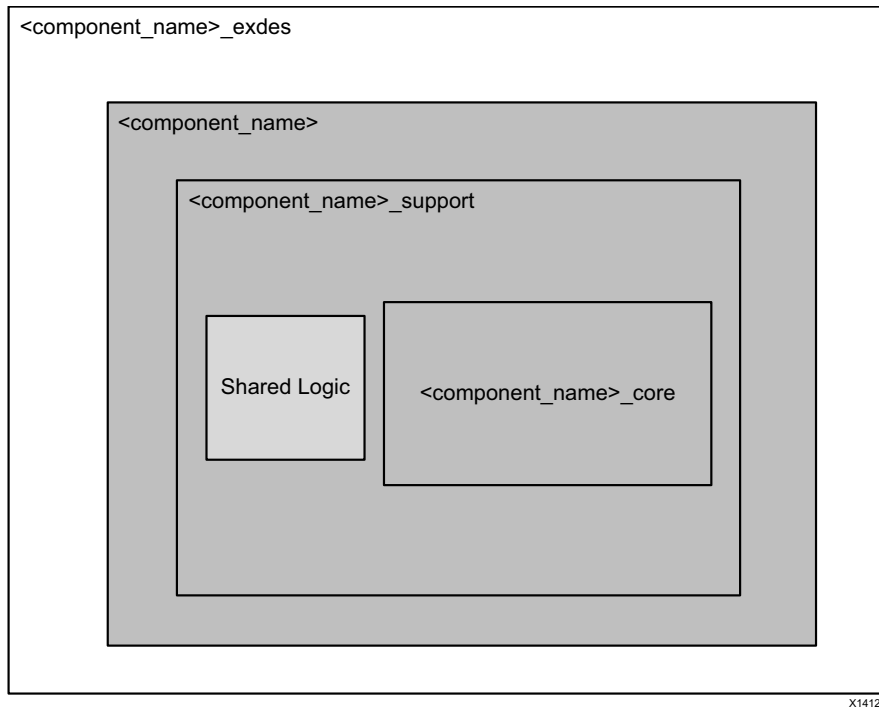 <component_name>_exdes
<component_name>
<component_name>_support
Shared Logic
<component_name>_core
X1412